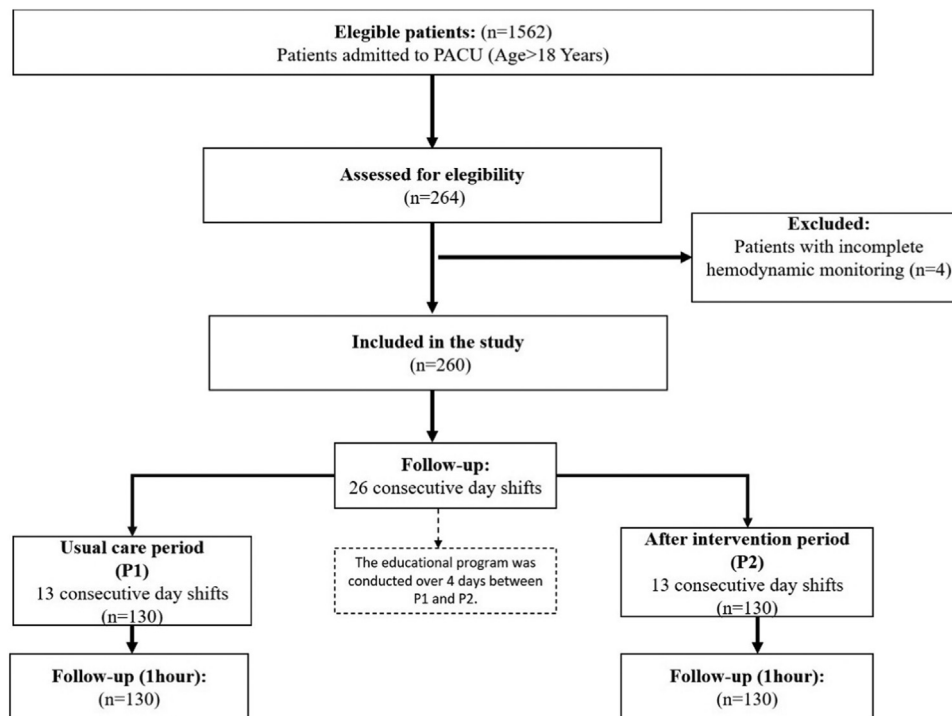 Elegible patients: (n=1562)
Patients admitted to PACU (Age>18 Years)
Assessed for elegibility
(n=264)
Excluded:
Patients with incomplete
hemodynamic monitoring (n=4)
Included in the study
(n=260)
Follow-up:
26 consecutive day shifts
Usual care period
(P1)
13 consecutive day shifts
(n=130)
The educational program was
conducted over 4 days between
P1 and P2.
After intervention period
(P2)
13 consecutive day shifts
(n=130)
Follow-up (1hour):
(n=130)
Follow-up (1hour):
(n=130)